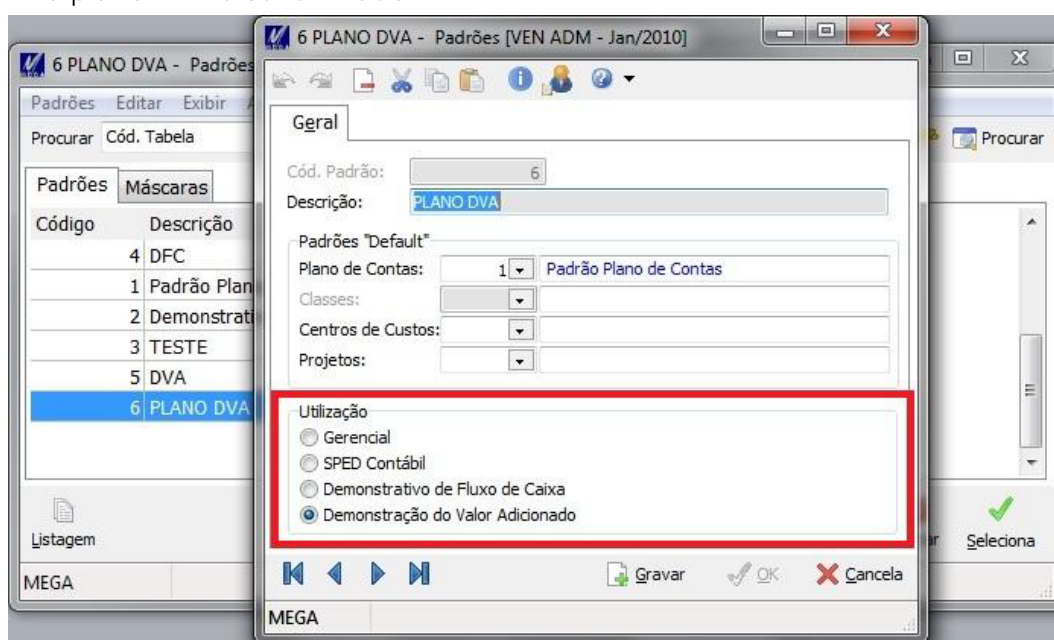 6 PLANO DVA - Padrões
Padrões Editar Exibir
Procurar Cód. Tabela
Procurar
Padrões Máscaras
Código Descrição
4 DFC
1 Padrão Plan
2 Demonstrati
3 TESTE
5 DVA
6 PLANO DVA
Listagem
Seleciona
MEGA
6 PLANO DVA - Padrões [VEN ADM - Jan/2010]
Geral
Cód. Padrão: 6
Descrição: PLANO DVA
Padrões "Default"
Plano de Contas: 1 Padrão Plano de Contas
Classes:
Centros de Custos:
Projetos:
Utilização
Gerencial
SPED Contábil
Demonstrativo de Fluxo de Caixa
Demonstração do Valor Adicionado
Gravar OK Cancela
MEGA